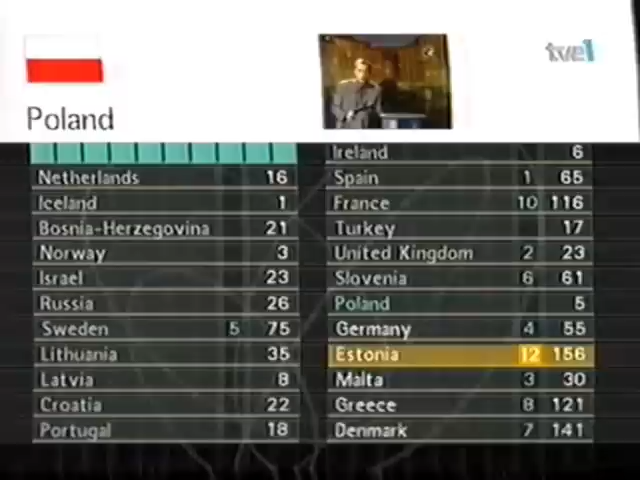 tve1
Poland
Netherlands 16
Iceland 1
Bosnia-Herzegovina 21
Norway 3
Israel 23
Russia 26
Sweden 5 75
Lithuania 35
Latvia 8
Croatia 22
Portugal 18
Ireland 6
Spain 1 65
France 10 116
Turkey 17
United Kingdom 2 23
Slovenia 6 61
Poland 5
Germany 4 55
Estonia 12 156
Malta 3 30
Greece 8 121
Denmark 7 141